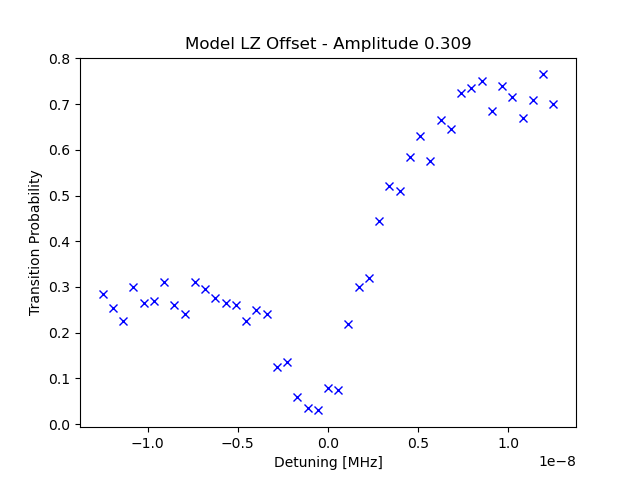 Model LZ Offset - Amplitude 0.309
Transition Probability
0.8
0.7
0.6
0.5
0.4
0.3
0.2
0.1
0.0
−1.0 −0.5 0.0 0.5 1.0
1e−8
Detuning [MHz]